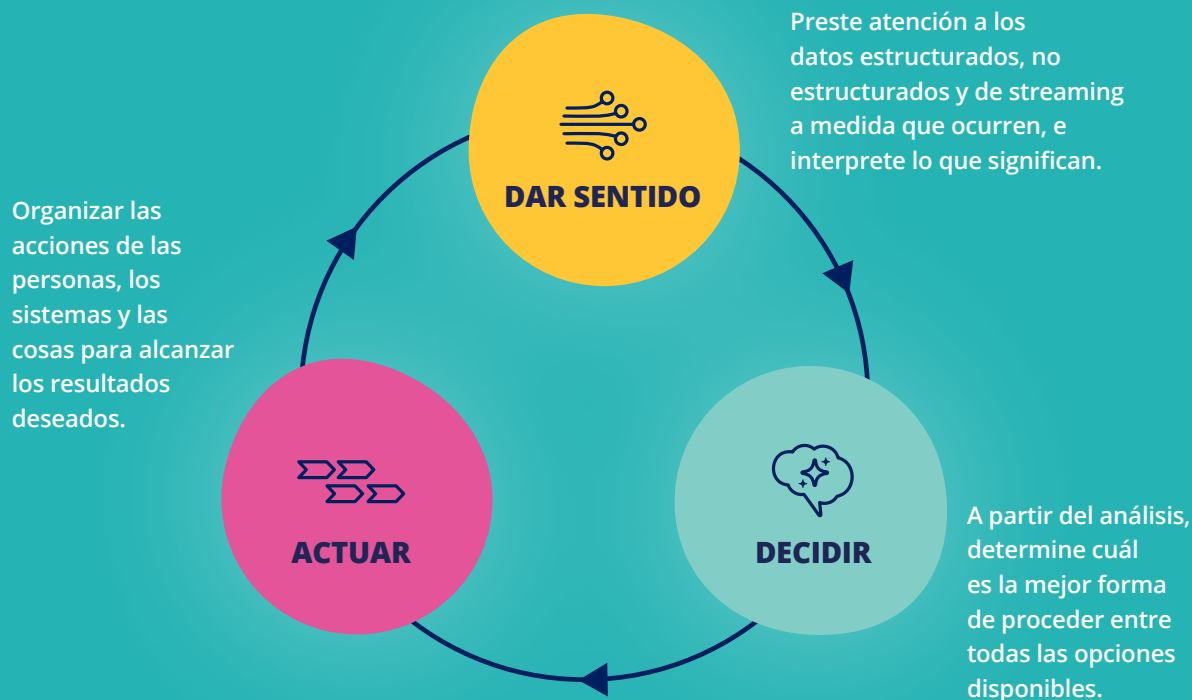 Preste atención a los
datos estructurados, no
estructurados y de streaming
a medida que ocurren, e
interprete lo que significan.
DAR SENTIDO
Organizar las
acciones de las
personas, los
sistemas y las
cosas para alcanzar
los resultados
deseados.
ACTUAR
DECIDIR
A partir del análisis,
determine cuál
es la mejor forma
de proceder entre
todas las opciones
disponibles.